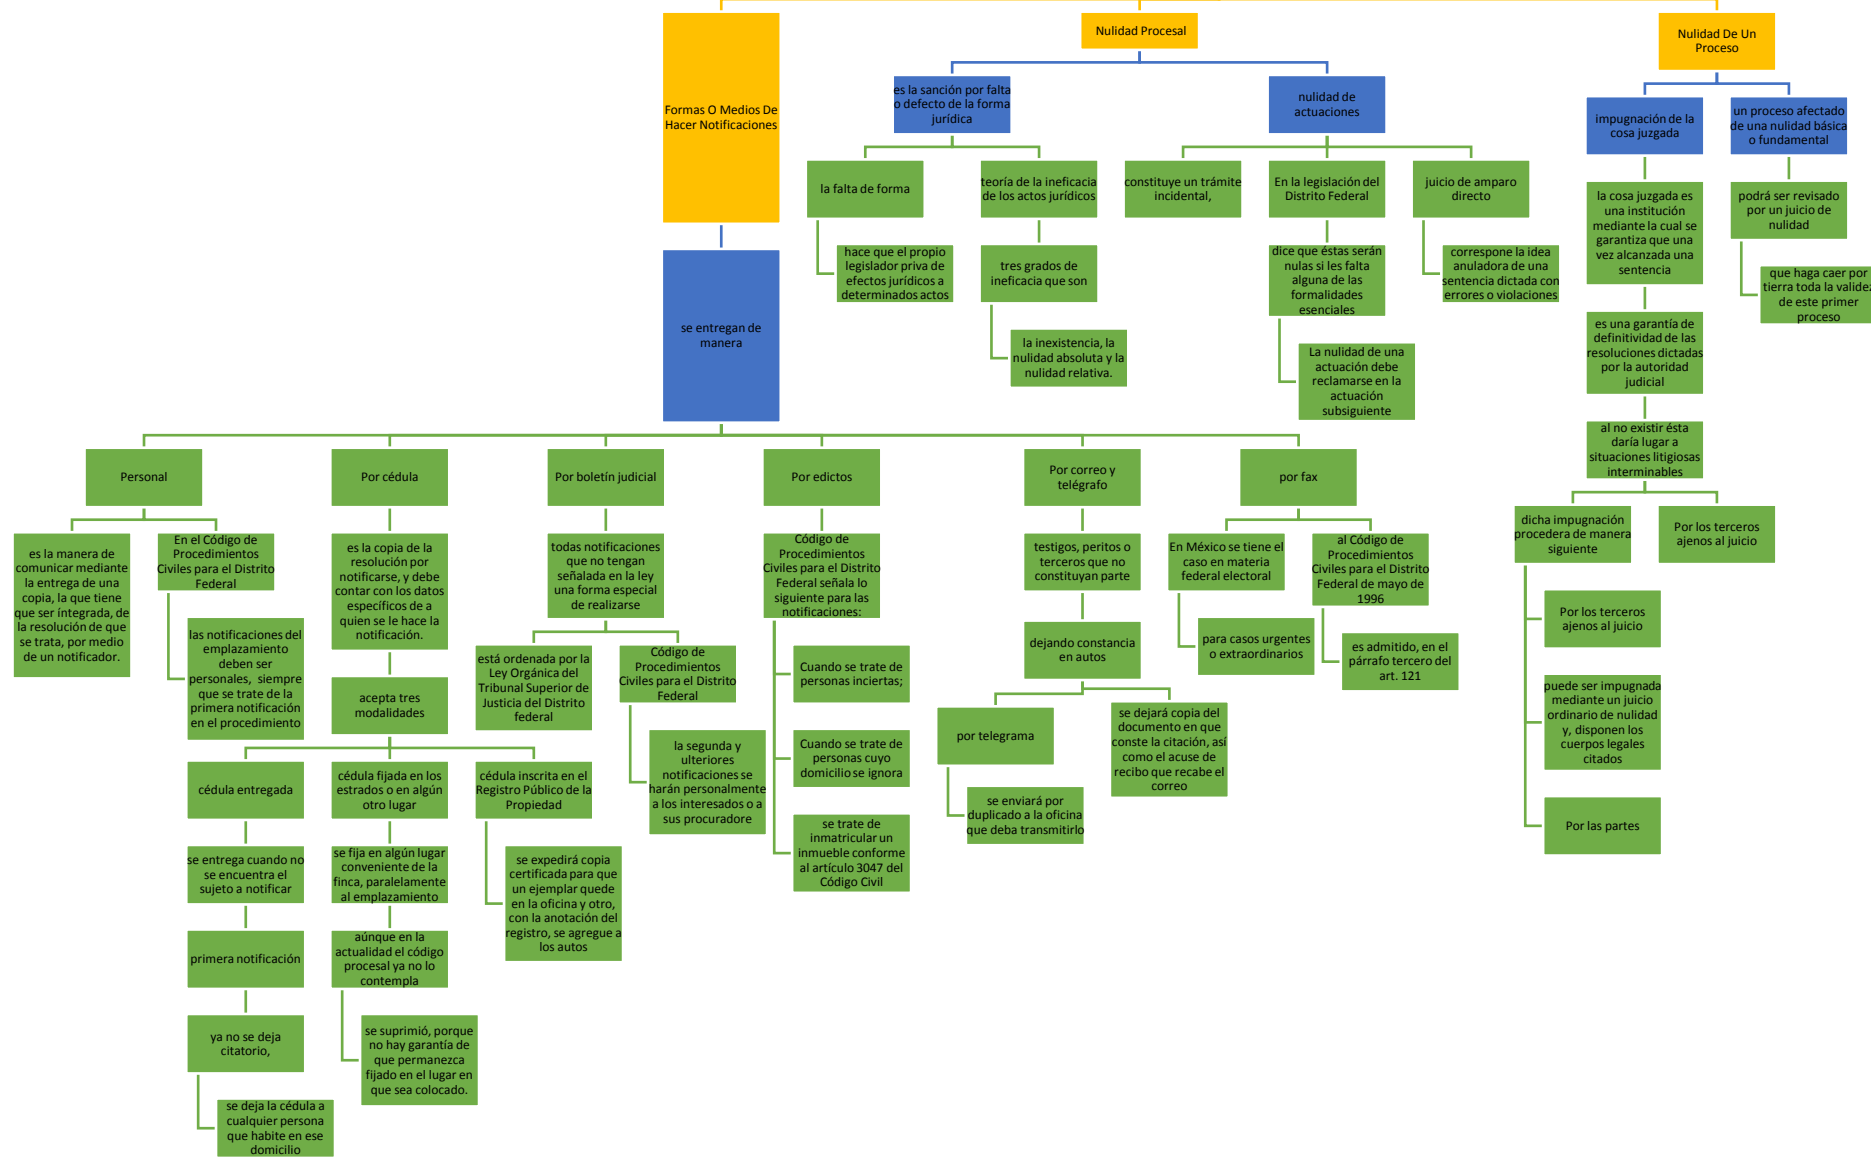 Formas O Medios De
Hacer Notificaciones
se entregan de
manera
Personal
es la manera de
comunicar mediante
la entrega de una
copia, la que tiene
que ser íntegrada, de
la resolución de que
se trata, por medio
de un notificador.
En el Código de
Procedimientos
Civiles para el Distrito
Federal
las notificaciones del
emplazamiento
deben ser
personales, siempre
que se trate de la
primera notificación
en el procedimiento
Por cédula
es la copia de la
resolución por
notificarse, y debe
contar con los datos
específicos de a
quien se le hace la
notificación.
acepta tres
modalidades
cédula entregada
se entrega cuando no
se encuentra el
sujeto a notificar
primera notificación
ya no se deja
citatorio,
se deja la cédula a
cualquier persona
que habite en ese
domicilio
cédula fijada en los
estrados o en algún
otro lugar
se fija en algún lugar
conveniente de la
finca, paralelamente
al emplazamiento
aúnque en la
actualidad el código
procesal ya no lo
contempla
se suprimió, porque
no hay garantía de
que permanezca
fijado en el lugar en
que sea colocado.
cédula inscrita en el
Registro Público de la
Propiedad
se expedirá copia
certificada para que
un ejemplar quede
en la oficina y otro,
con la anotación del
registro, se agregue a
los autos
Por boletín judicial
todas notificaciones
que no tengan
señalada en la ley
una forma especial
de realizarse
está ordenada por la
Ley Orgánica del
Tribunal Superior de
Justicia del Distrito
federal
Código de
Procedimientos
Civiles para el Distrito
Federal
la segunda y
ulteriores
notificaciones se
harán personalmente
a los interesados o a
sus procuradore
Por edictos
Código de
Procedimientos
Civiles para el Distrito
Federal señala lo
siguiente para las
notificaciones:
Cuando se trate de
personas inciertas;
Cuando se trate de
personas cuyo
domicilio se ignora
se trate de
inmatricular un
inmueble conforme
al artículo 3047 del
Código Civil
Por correo y
telégrafo
testigos, peritos o
terceros que no
constituyan parte
dejando constancia
en autos
por telegrama
se enviará por
duplicado a la oficina
que deba transmitirlo
se dejará copia del
documento en que
conste la citación, así
como el acuse de
recibo que recabe el
correo
por fax
En México se tiene el
caso en materia
federal electoral
para casos urgentes
o extraordinarios
al Código de
Procedimientos
Civiles para el Distrito
Federal de mayo de
1996
es admitido, en el
párrafo tercero del
art. 121
Nulidad Procesal
es la sanción por falta
o defecto de la forma
jurídica
la falta de forma
hace que el propio
legislador priva de
efectos jurídicos a
determinados actos
teoría de la ineficacia
de los actos jurídicos
tres grados de
ineficacia que son
la inexistencia, la
nulidad absoluta y la
nulidad relativa.
nulidad de
actuaciones
constituye un trámite
incidental,
En la legislación del
Distrito Federal
dice que éstas serán
nulas si les falta
alguna de las
formalidades
esenciales
La nulidad de una
actuación debe
reclamarse en la
actuación
subsiguiente
juicio de amparo
directo
correpone la idea
anuladora de una
sentencia dictada con
errores o violaciones
Nulidad De Un
Proceso
impugnación de la
cosa juzgada
la cosa juzgada es
una institución
mediante la cual se
garantiza que una
vez alcanzada una
sentencia
es una garantía de
definitividad de las
resoluciones dictadas
por la autoridad
judicial
al no existir ésta
daría lugar a
situaciones litigiosas
interminables
dicha impugnación
procedera de manera
siguiente
Por los terceros
ajenos al juicio
puede ser impugnada
mediante un juicio
ordinario de nulidad
y, disponen los
cuerpos legales
citados
Por las partes
Por los terceros
ajenos al juicio
un proceso afectado
de una nulidad básica
o fundamental
podrá ser revisado
por un juicio de
nulidad
que haga caer por
tierra toda la validez
de este primer
proceso